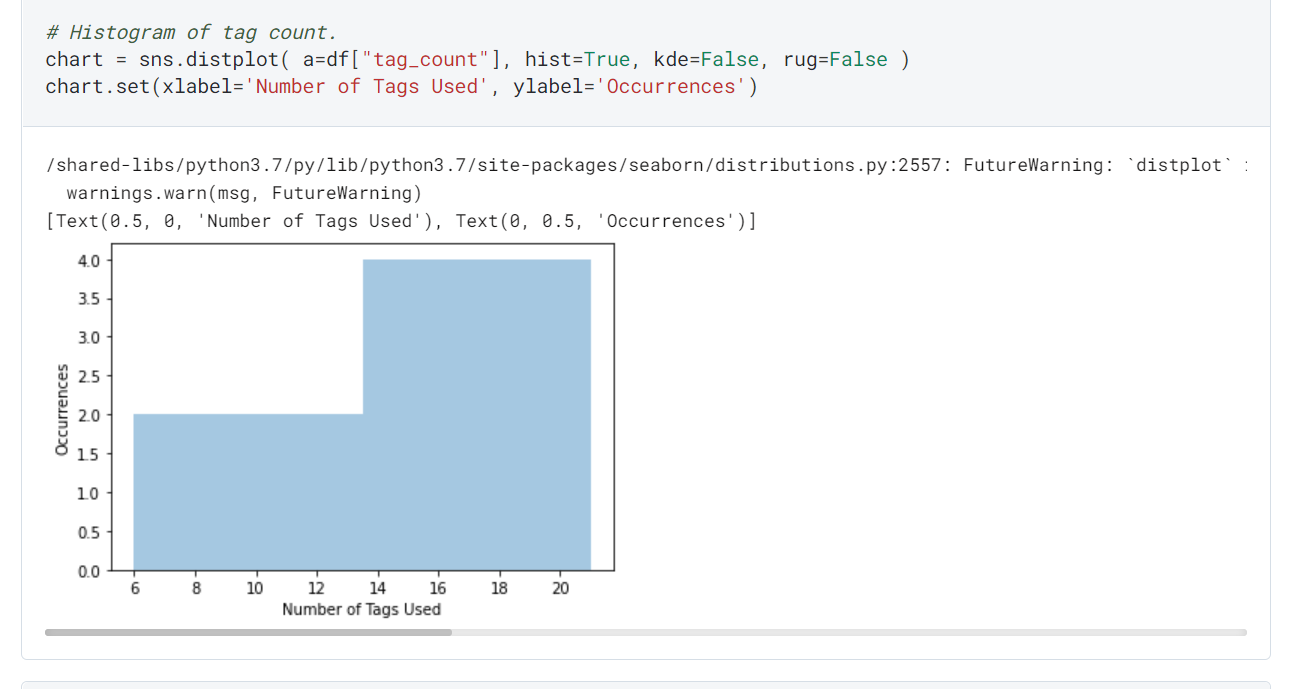 # Histogram of tag count.
chart = sns.distplot( a=df["tag_count"], hist=True, kde=False, rug=False )
chart.set(xlabel='Number of Tags Used', ylabel='Occurrences')
/shared-libs/python3.7/py/lib/python3.7/site-packages/seaborn/distributions.py:2557: FutureWarning: `distplot`
warnings.warn(msg, FutureWarning)
[Text(0.5, 0, 'Number of Tags Used'), Text(0, 0.5, 'Occurrences')]
4.0
3.5
3.0
2.5
2.0
1.5
1.0
0.5
0.0
Occurrences
6 8 10 12 14 16 18 20
Number of Tags Used